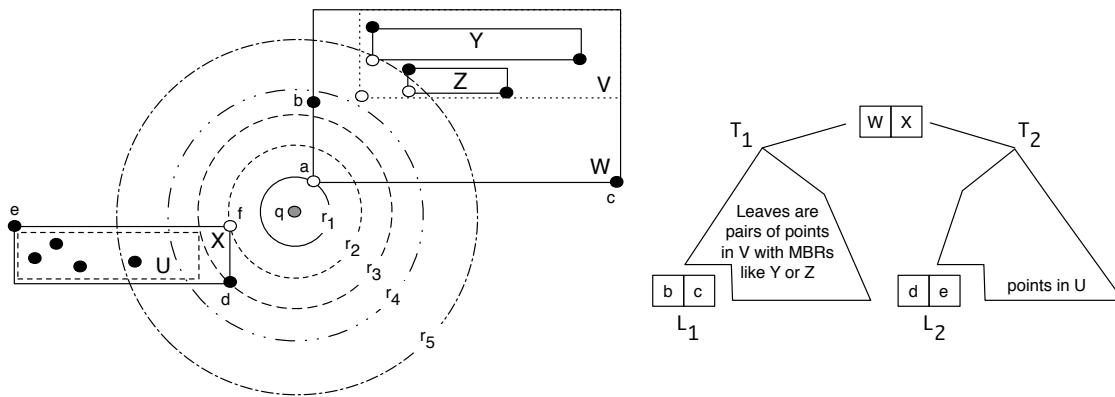 Y
Z
V
b
W
a
c
e
f
q
r1
X
r2
U
r3
d
r4
r5
W X
T1
T2
Leaves are
pairs of points
in V with MBRs
like Y or Z
b c
L1
d e
L2
points in U